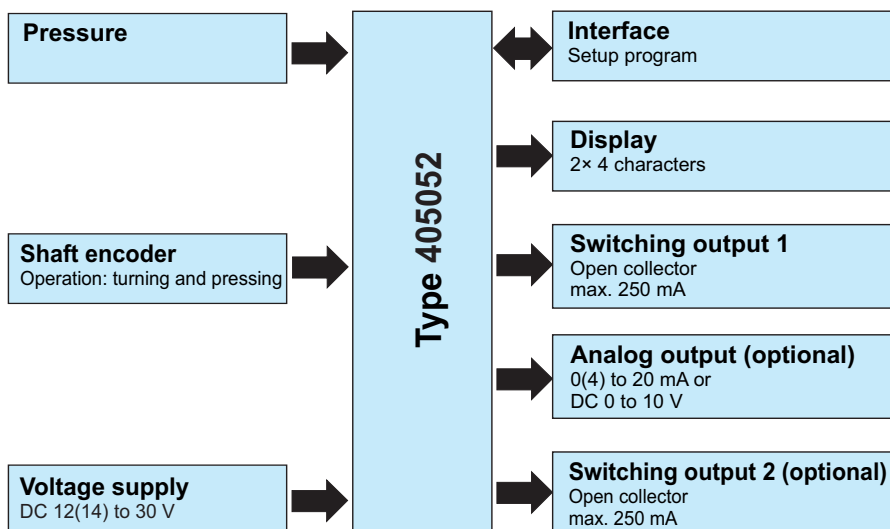 Pressure
Shaft encoder
Operation: turning and pressing
Voltage supply
DC 12(14) to 30 V
Type 405052
Interface
Setup program
Display
2× 4 characters
Switching output 1
Open collector
max. 250 mA
Analog output (optional)
0(4) to 20 mA or
DC 0 to 10 V
Switching output 2 (optional)
Open collector
max. 250 mA